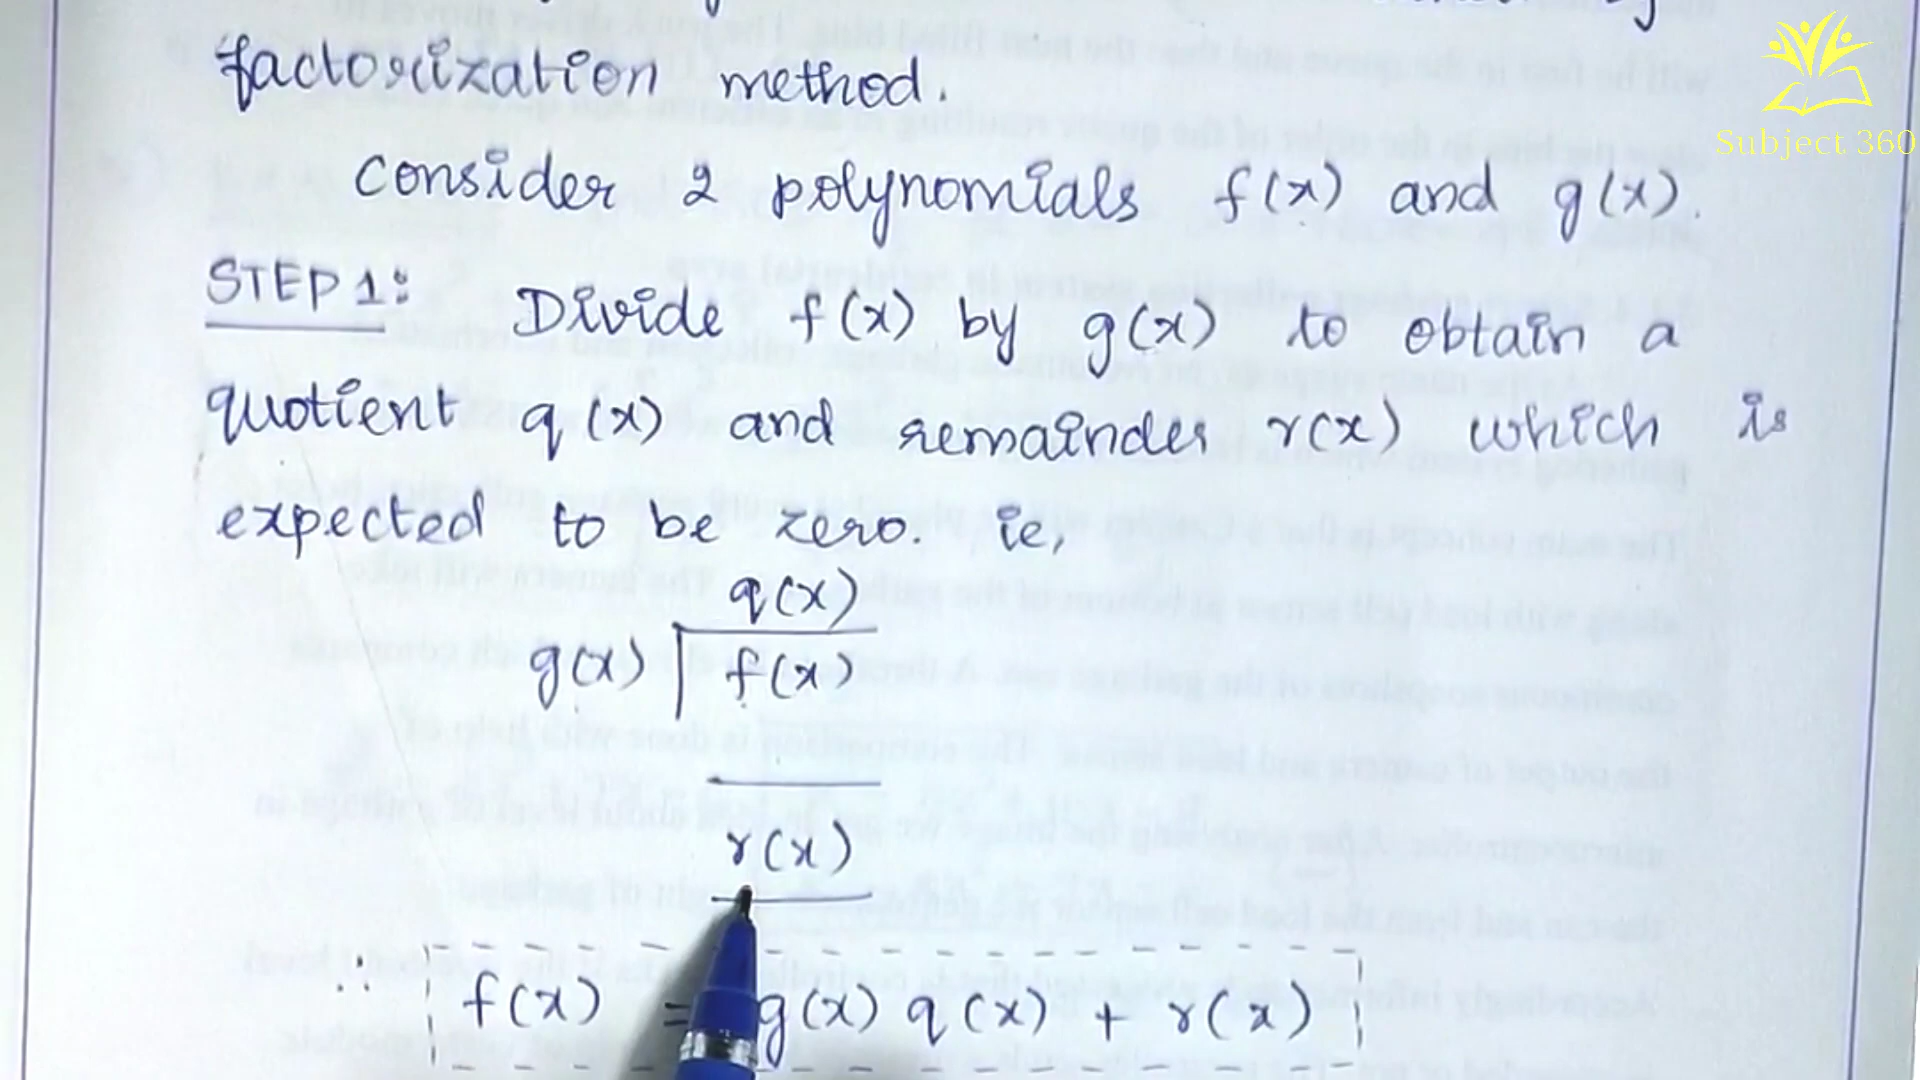 factorization method.
Subject 360
Consider 2 polynomials f(x) and g(x).
STEP 1: Divide f(x) by g(x) to obtain a
quotient q(x) and remainder r(x) which is
expected to be zero. ie,
q(x)
g(x) f(x)
r(x)
∴ f(x) = g(x) q(x) + r(x)